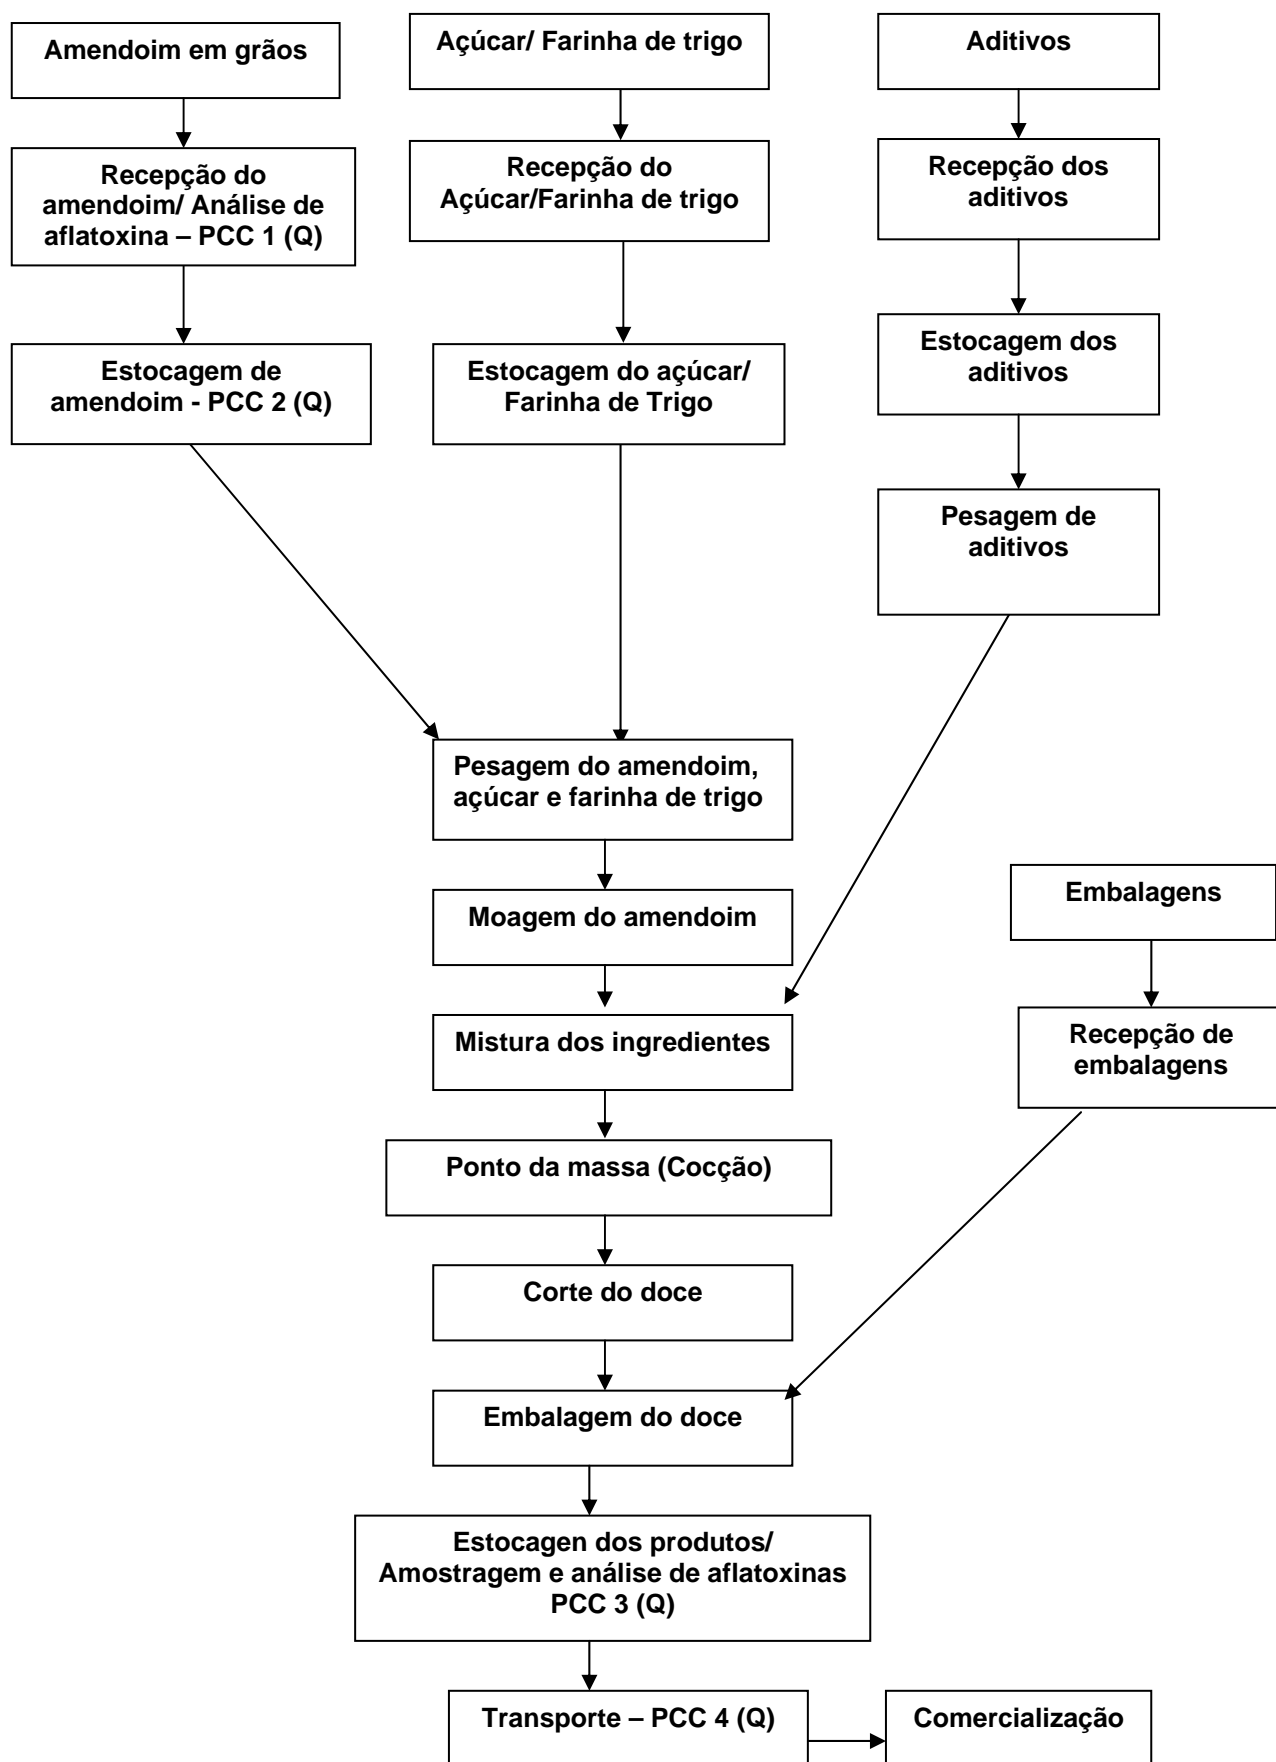 Amendoim em grãos
Açúcar/ Farinha de trigo
Aditivos
Recepção do
amendoim/ Análise de
aflatoxina – PCC 1 (Q)
Recepção do
Açúcar/Farinha de trigo
Recepção dos
aditivos
Estocagem de
amendoim - PCC 2 (Q)
Estocagem do açúcar/
Farinha de Trigo
Estocagem dos
aditivos
Pesagem de
aditivos
Pesagem do amendoim,
açúcar e farinha de trigo
Moagem do amendoim
Embalagens
Mistura dos ingredientes
Recepção de
embalagens
Ponto da massa (Cocção)
Corte do doce
Embalagem do doce
Estocagen dos produtos/
Amostragem e análise de aflatoxinas
PCC 3 (Q)
Transporte – PCC 4 (Q)
Comercialização